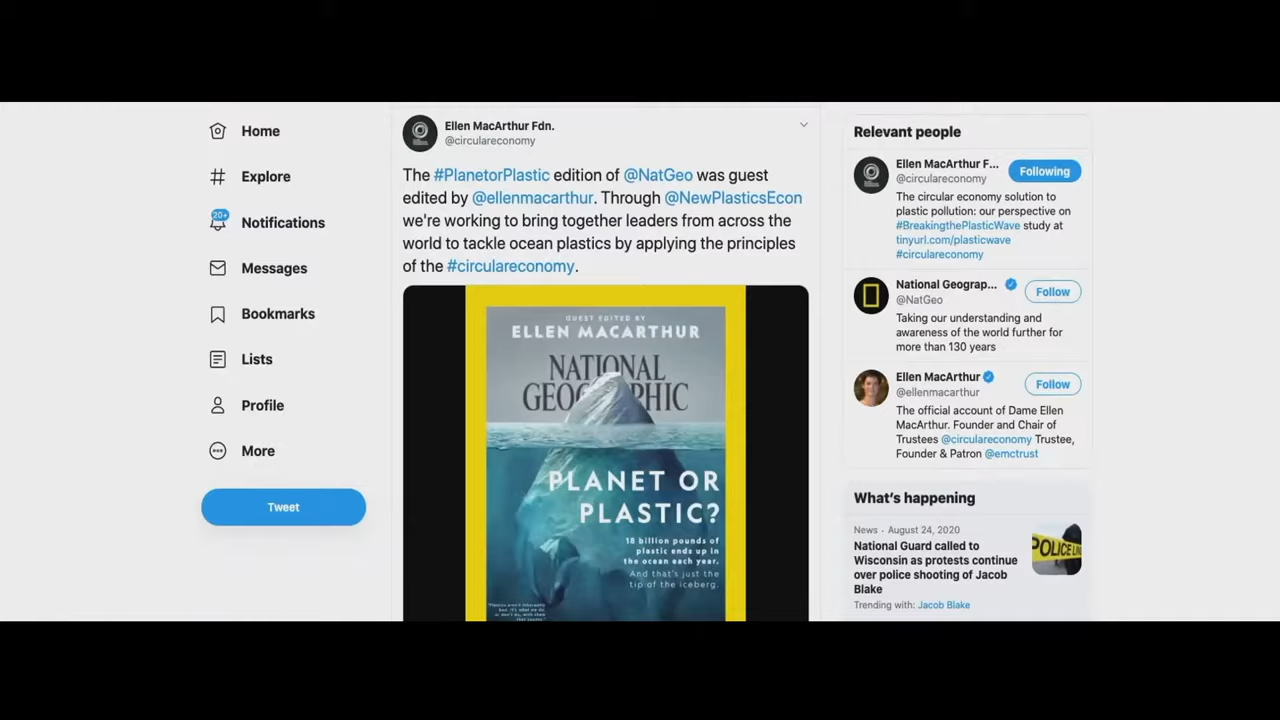 Home
Explore
20+
Notifications
Messages
Bookmarks
Lists
Profile
More
Tweet
Ellen MacArthur Fdn.
@circulareconomy
The #PlanetorPlastic edition of @NatGeo was guest
edited by @ellenmacarthur. Through @NewPlasticsEcon
we're working to bring together leaders from across the
world to tackle ocean plastics by applying the principles
of the #circulareconomy.
GUEST EDITED BY
ELLEN MACARTHUR
NATIONAL
GEOGRAPHIC
PLANET OR
PLASTIC?
18 billion pounds of
plastic ends up in
the ocean each year.
And that's just the
tip of the iceberg.
Relevant people
Ellen MacArthur F...
Following
@circulareconomy
The circular economy solution to
plastic pollution: our perspective on
#BreakingthePlasticWave study at
tinyurl.com/plasticwave
#circulareconomy
National Geograp...
Follow
@NatGeo
Taking our understanding and
awareness of the world further for
more than 130 years
Ellen MacArthur
Follow
@ellenmacarthur
The official account of Dame Ellen
MacArthur. Founder and Chair of
Trustees @circulareconomy Trustee,
Founder & Patron @emctrust
What's happening
News · August 24, 2020
National Guard called to
Wisconsin as protests continue
over police shooting of Jacob
Blake
Trending with: Jacob Blake
POLICE LIN